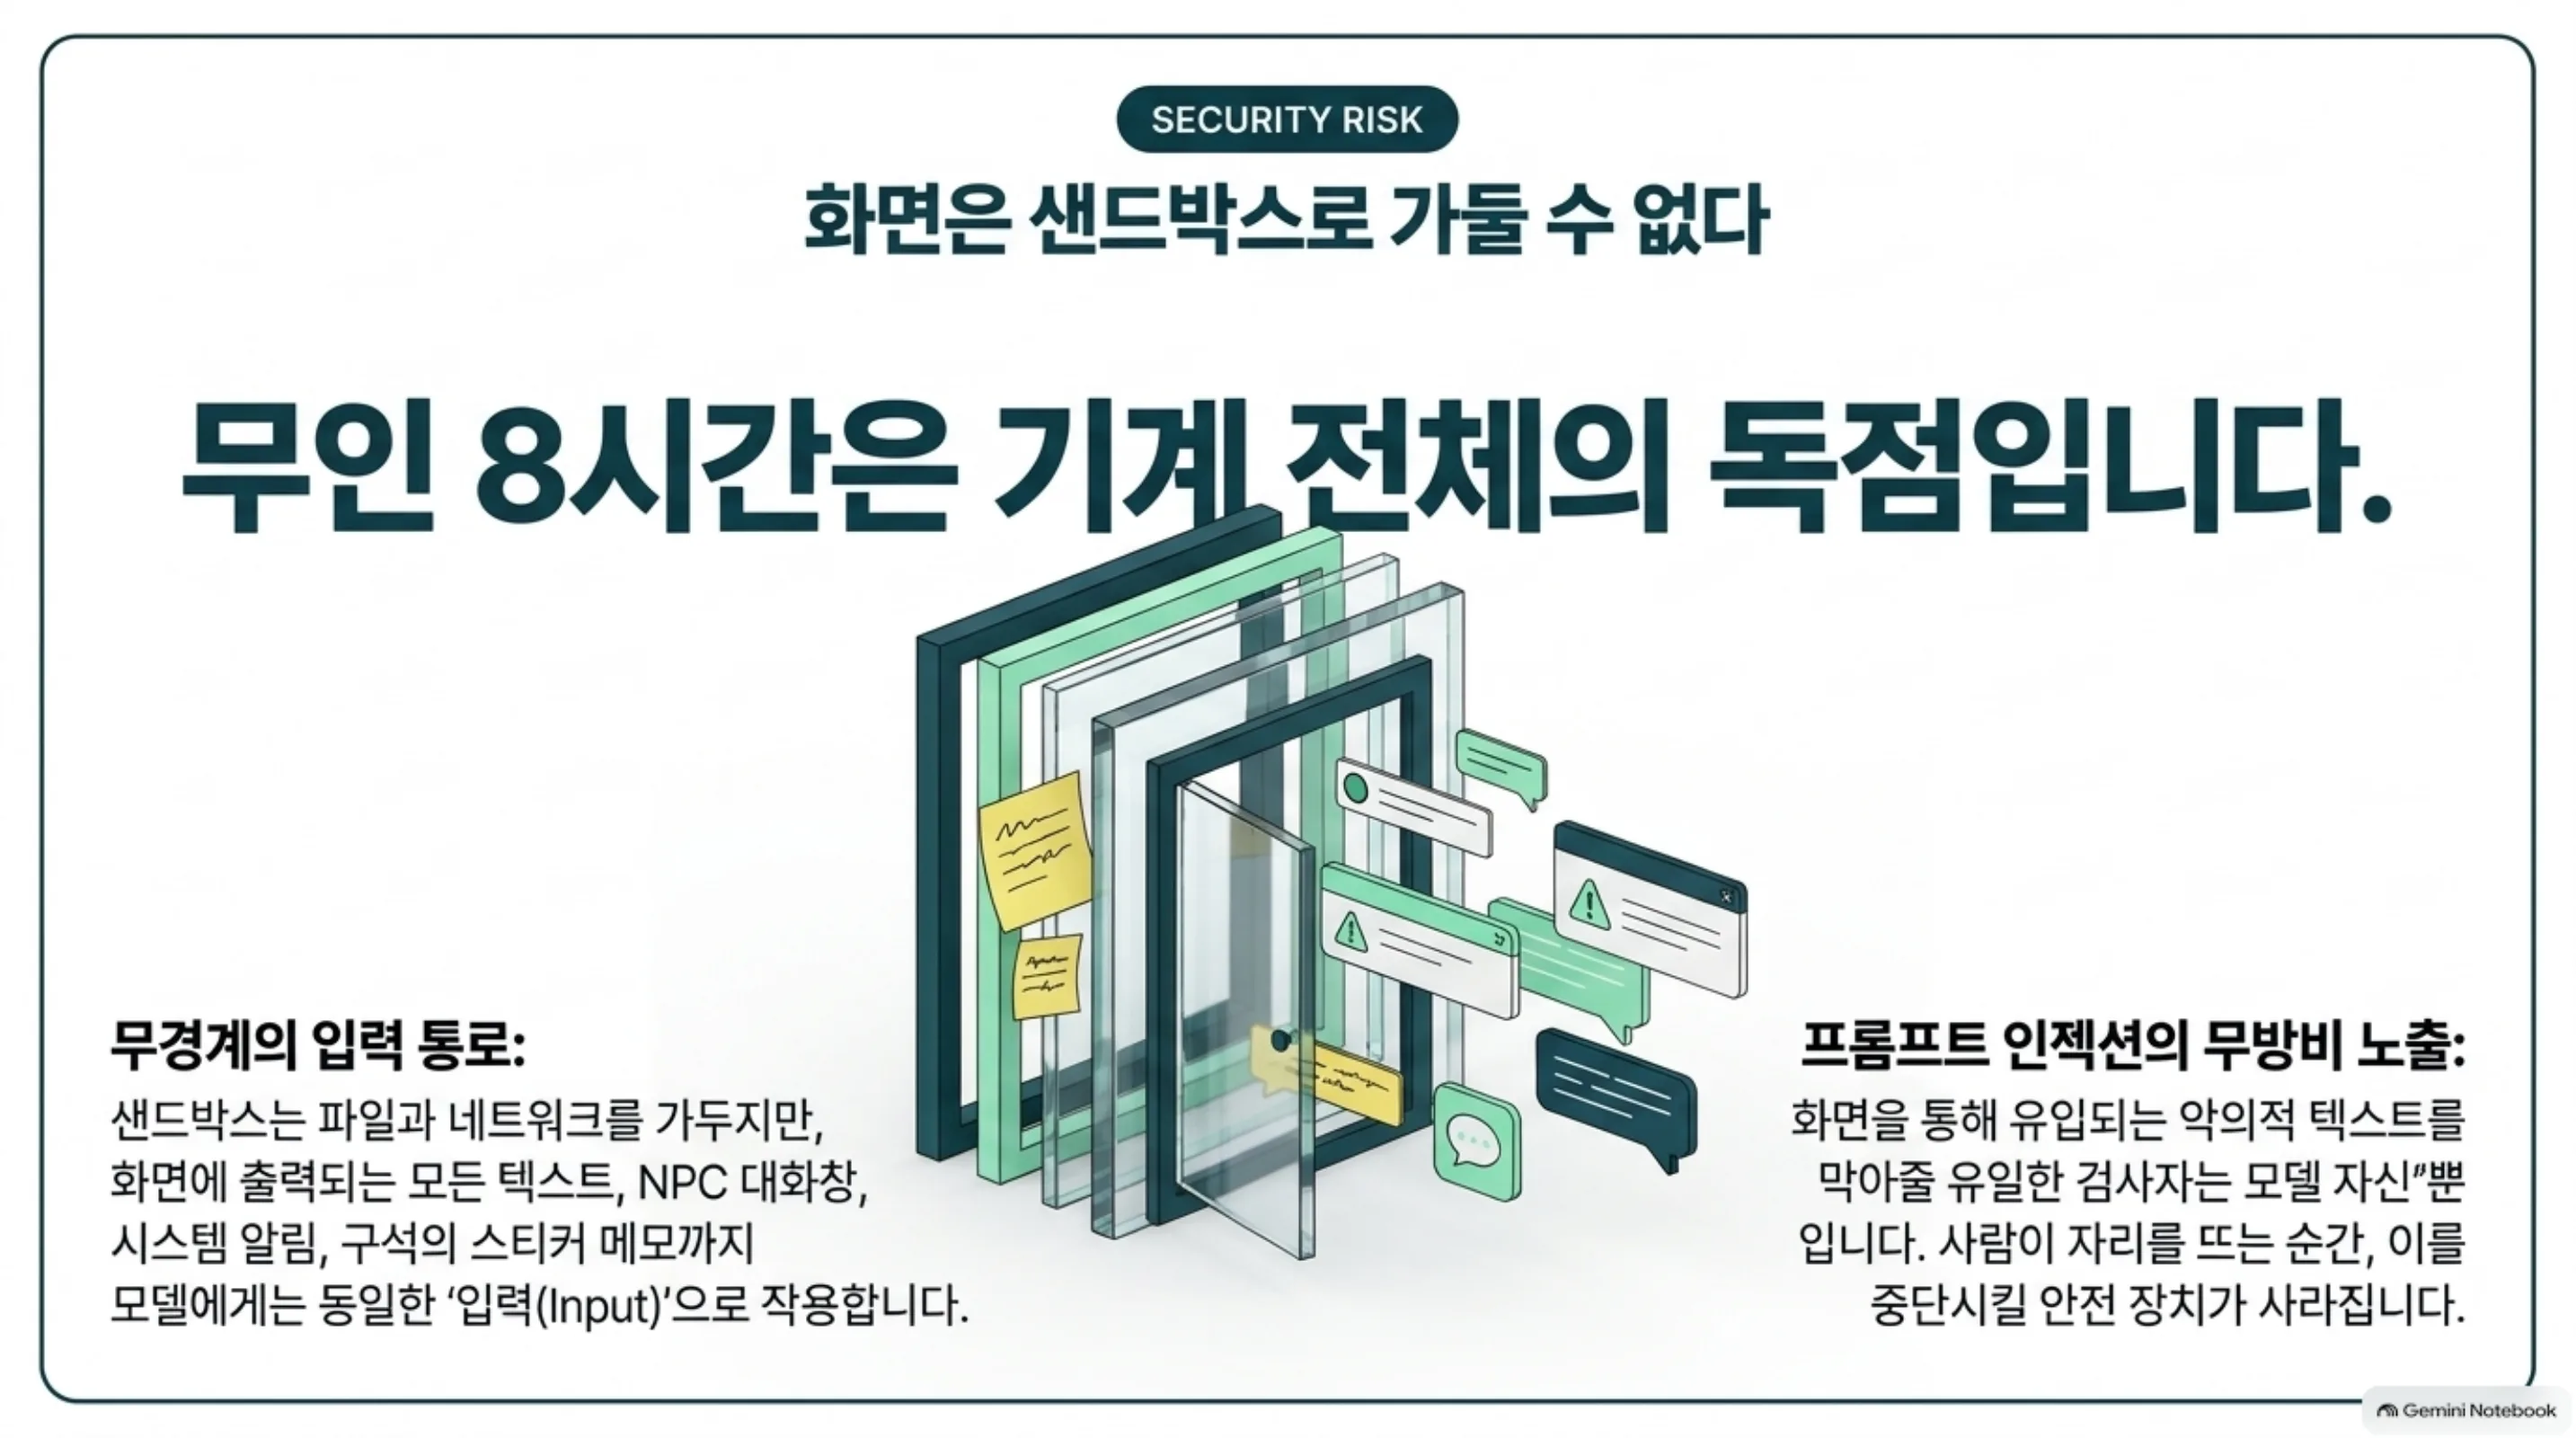 SECURITY RISK
화면은 샌드박스로 가둘 수 없다
무인 8시간은 기계 전체의 독점입니다.
무경계의 입력 통로:
샌드박스는 파일과 네트워크를 가두지만,
화면에 출력되는 모든 텍스트, NPC 대화창,
시스템 알림, 구석의 스티커 메모까지
모델에게는 동일한 ‘입력(Input)’으로 작용합니다.
프롬프트 인젝션의 무방비 노출:
화면을 통해 유입되는 악의적 텍스트를
막아줄 유일한 검사자는 모델 자신”뿐
입니다. 사람이 자리를 뜨는 순간, 이를
중단시킬 안전 장치가 사라집니다.
Gemini Notebook